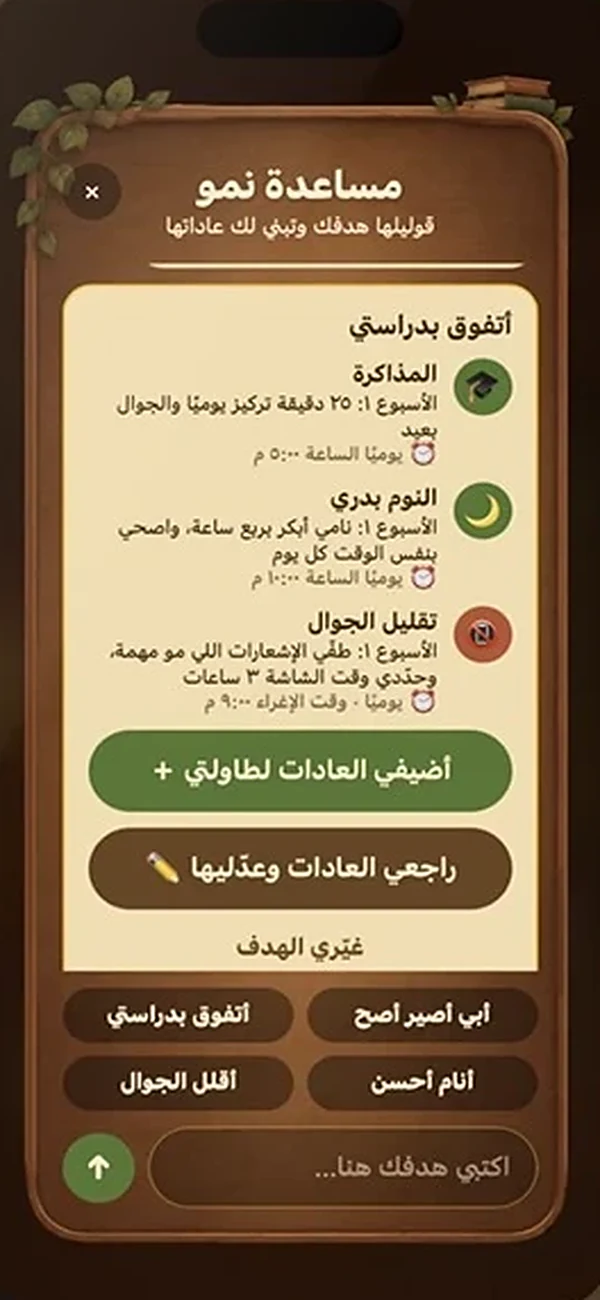 مساعدة نمو
قوليلها هدفك وتبني لك عاداتها
أتفوق بدراستي
المذاكرة
الأسبوع ١: ٢٥ دقيقة تركيز يوميًا والجوال
بعيد
⏰ يوميًا الساعة ٥:٠٠ م
النوم بدري
الأسبوع ١: نامي أبكر بربع ساعة، واصحي
بنفس الوقت كل يوم
⏰ يوميًا الساعة ١٠:٠٠ م
تقليل الجوال
الأسبوع ١: طفّي الإشعارات اللي مو مهمة،
وحدّدي وقت الشاشة ٣ ساعات
⏰ يوميًا · وقت الإغراء ٩:٠٠ م
أضيفي العادات لطاولتي +
راجعي العادات وعدّليها ✏️
غيّري الهدف
أبي أصير أصح
أتفوق بدراستي
أنام أحسن
أقلل الجوال
اكتبي هدفك هنا...